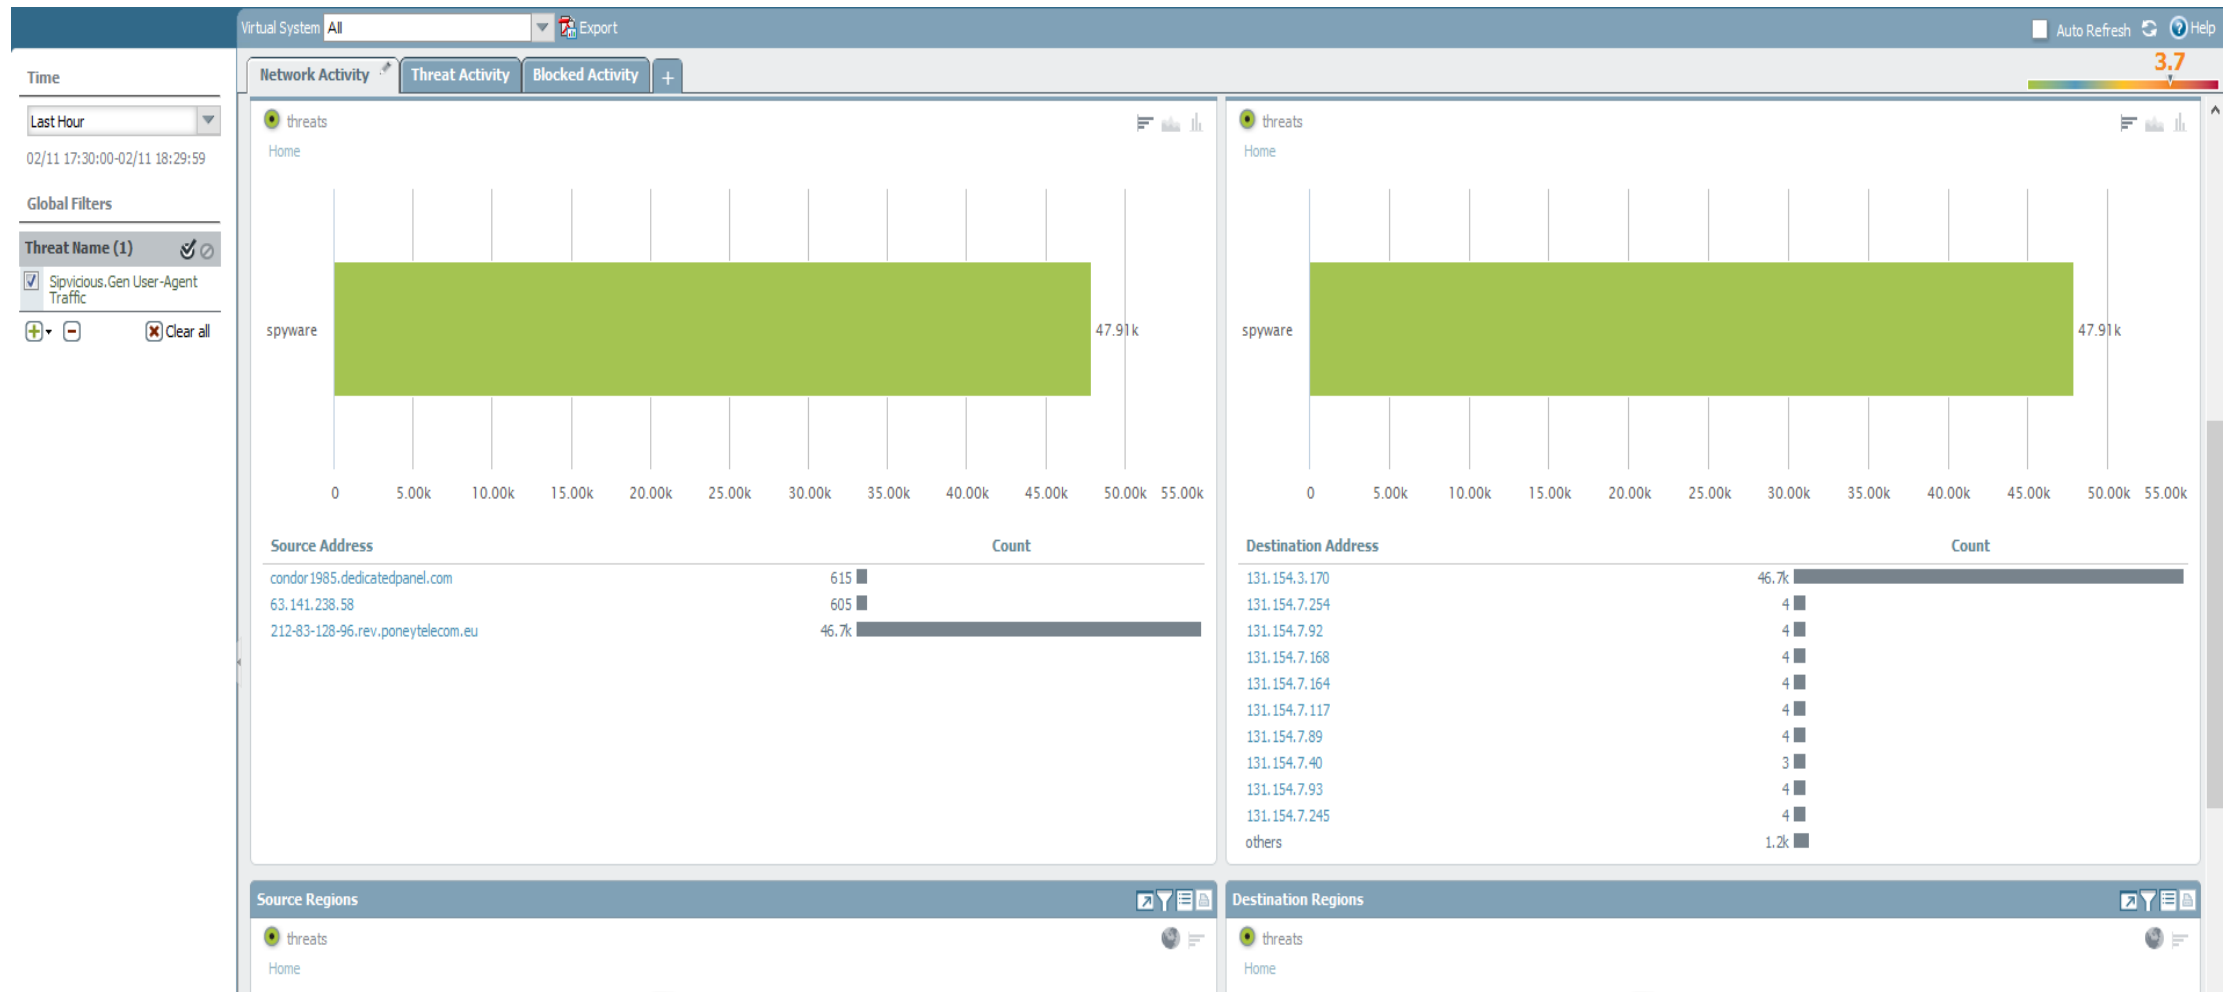 Virtual System All Export Auto Refresh Help
Time
Last Hour
02/11 17:30:00-02/11 18:29:59
Global Filters
Threat Name (1)
Sipvicious.Gen User-Agent
Traffic
Clear all
Network Activity Threat Activity Blocked Activity +
3.7
threats
Home
spyware
47.91k
0 5.00k 10.00k 15.00k 20.00k 25.00k 30.00k 35.00k 40.00k 45.00k 50.00k 55.00k
Source Address Count
condor1985.dedicatedpanel.com 615
63.141.238.58 605
212-83-128-96.rev.poneytelecom.eu 46.7k
threats
Home
spyware
47.91k
0 5.00k 10.00k 15.00k 20.00k 25.00k 30.00k 35.00k 40.00k 45.00k 50.00k 55.00k
Destination Address Count
131.154.3.170 46.7k
131.154.7.254 4
131.154.7.92 4
131.154.7.168 4
131.154.7.164 4
131.154.7.117 4
131.154.7.89 4
131.154.7.40 3
131.154.7.93 4
131.154.7.245 4
others 1.2k
Source Regions
threats
Home
Destination Regions
threats
Home